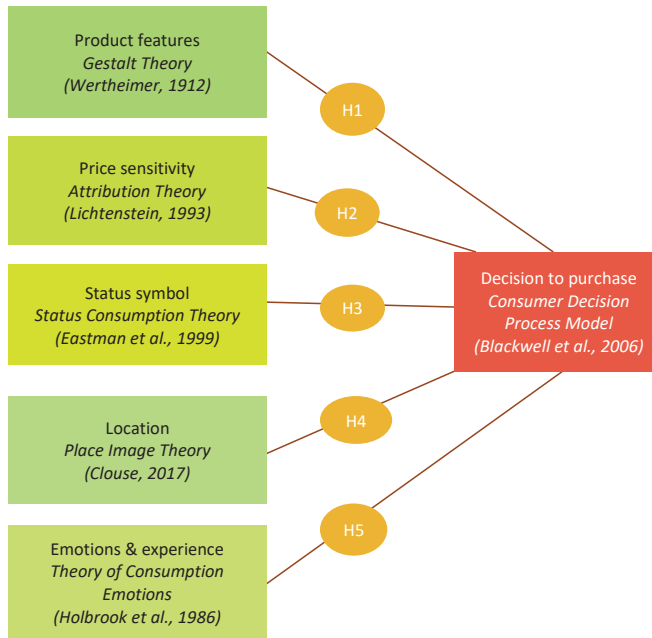 Product features
Gestalt Theory
(Wertheimer, 1912)
H1
Price sensitivity
Attribution Theory
(Lichtenstein, 1993)
H2
Status symbol
Status Consumption Theory
(Eastman et al., 1999)
H3
Decision to purchase
Consumer Decision
Process Model
(Blackwell et al., 2006)
Location
Place Image Theory
(Clouse, 2017)
H4
Emotions & experience
Theory of Consumption
Emotions
(Holbrook et al., 1986)
H5